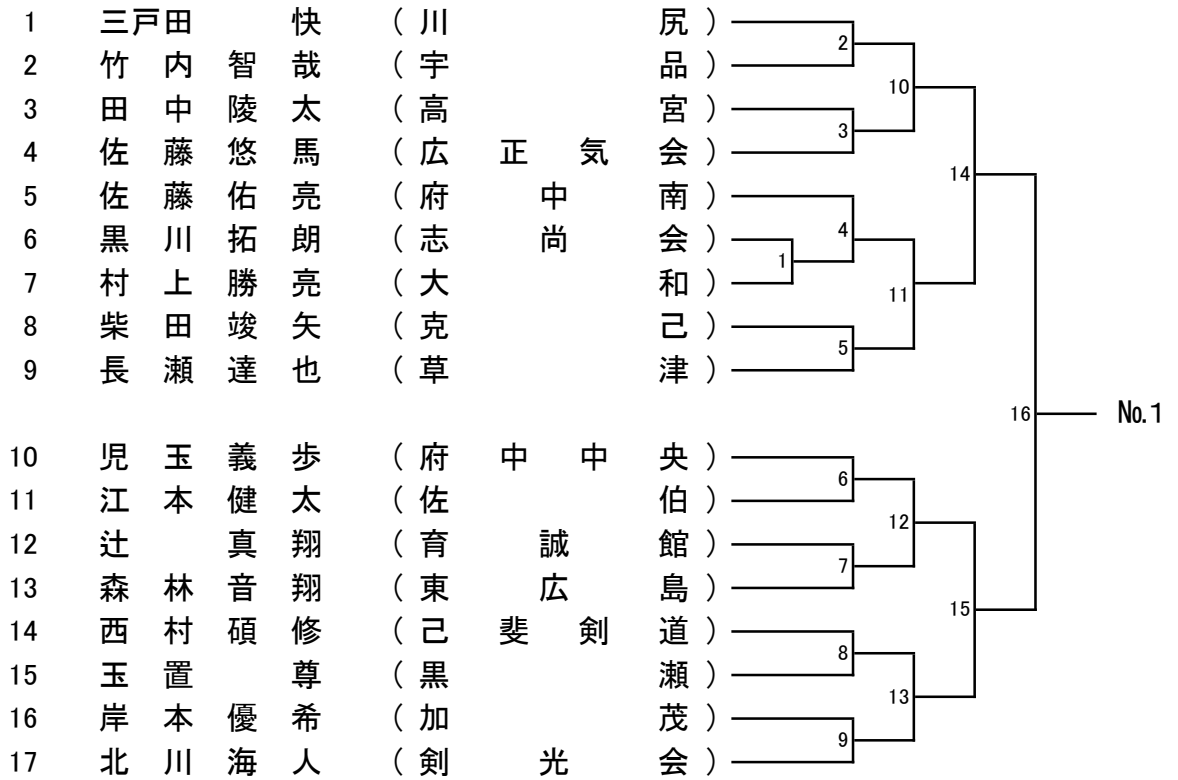 1 三戸田 快 (川 尻)
2
2 竹内智哉 (宇 品)
10
3 田中陵太 (高 宮)
3
4 佐藤悠馬 (広正気会)
14
5 佐藤佑亮 (府中南)
4
6 黒川拓朗 (志尚会)
1
7 村上勝亮 (大 和)
11
8 柴田竣矢 (克 己)
5
9 長瀬達也 (草 津)
16 No.1
10 児玉義歩 (府中中央)
6
11 江本健太 (佐 伯)
12
12 辻 真翔 (育誠館)
7
13 森林音翔 (東広島)
15
14 西村碩修 (己斐剣道)
8
15 玉置 尊 (黒 瀬)
13
16 岸本優希 (加 茂)
9
17 北川海人 (剣光会)